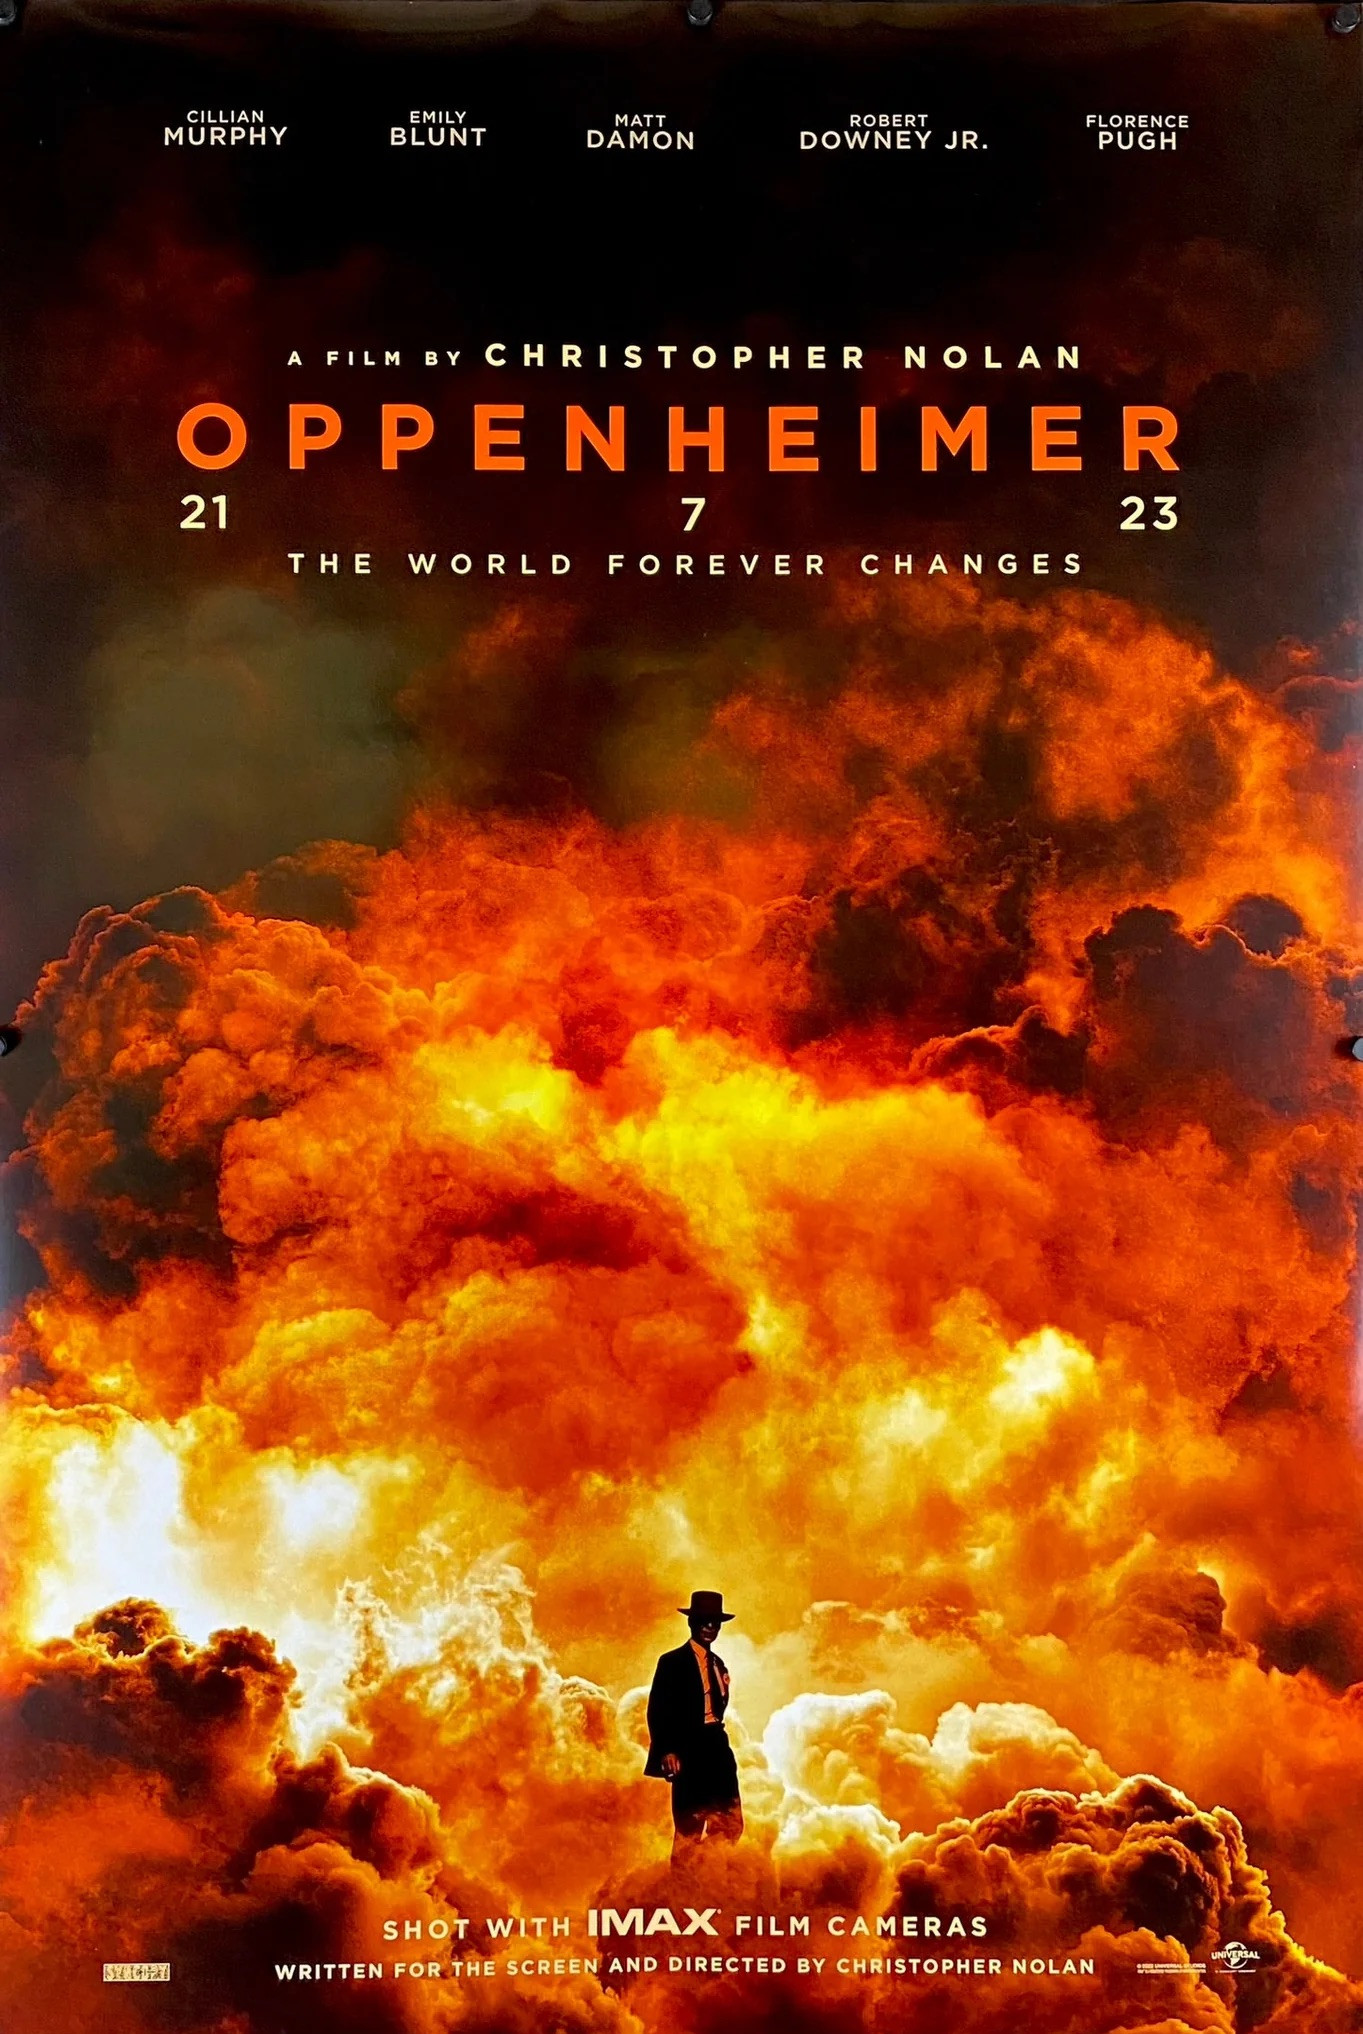 CILLIAN MURPHY
EMILY BLUNT
MATT DAMON
ROBERT DOWNEY JR.
FLORENCE PUGH
A FILM BY CHRISTOPHER NOLAN
OPPENHEIMER
21 7 23
THE WORLD FOREVER CHANGES
SHOT WITH IMAX FILM CAMERAS
WRITTEN FOR THE SCREEN AND DIRECTED BY CHRISTOPHER NOLAN
UNIVERSAL